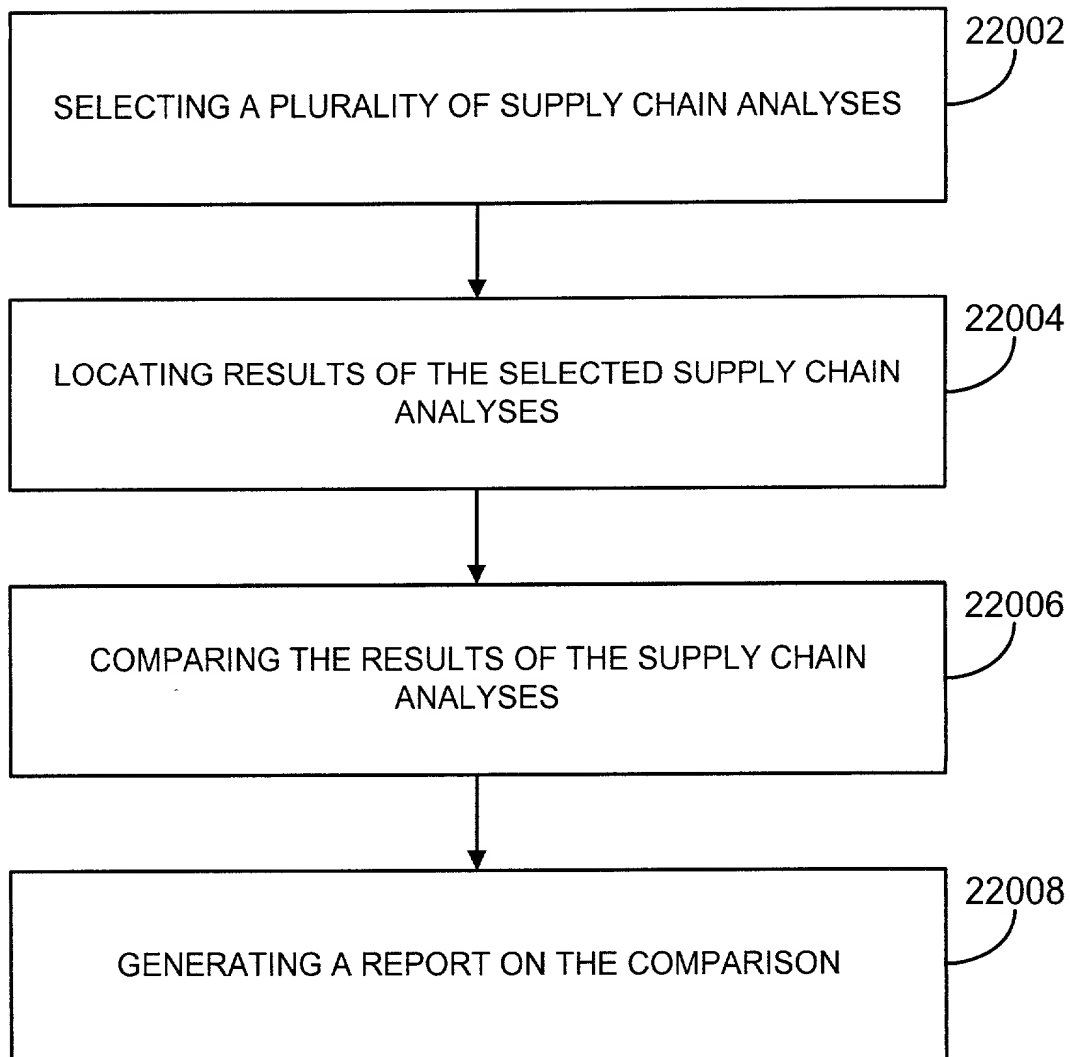 22002
SELECTING A PLURALITY OF SUPPLY CHAIN ANALYSES
22004
LOCATING RESULTS OF THE SELECTED SUPPLY CHAIN
ANALYSES
22006
COMPARING THE RESULTS OF THE SUPPLY CHAIN
ANALYSES
22008
GENERATING A REPORT ON THE COMPARISON